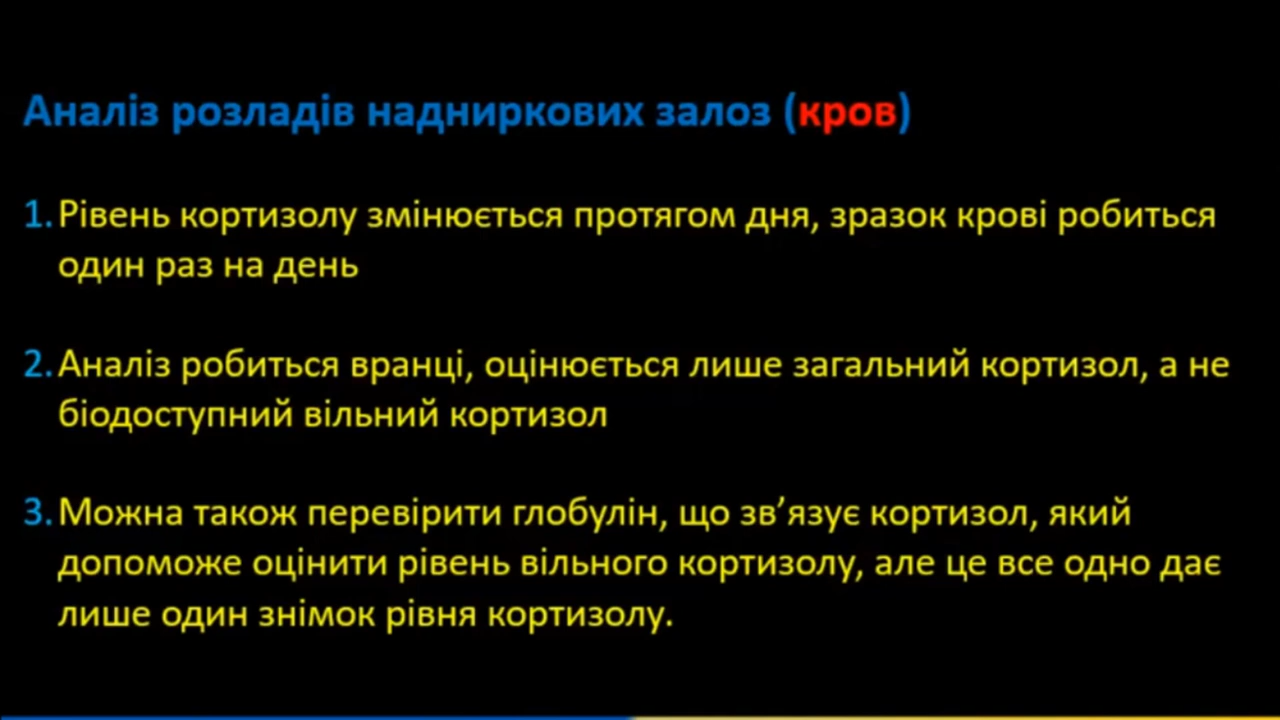 Аналіз розладів надниркових залоз (кров)
1. Рівень кортизолу змінюється протягом дня, зразок крові робиться
один раз на день
2. Аналіз робиться вранці, оцінюється лише загальний кортизол, а не
біодоступний вільний кортизол
3. Можна також перевірити глобулін, що зв’язує кортизол, який
допоможе оцінити рівень вільного кортизолу, але це все одно дає
лише один знімок рівня кортизолу.